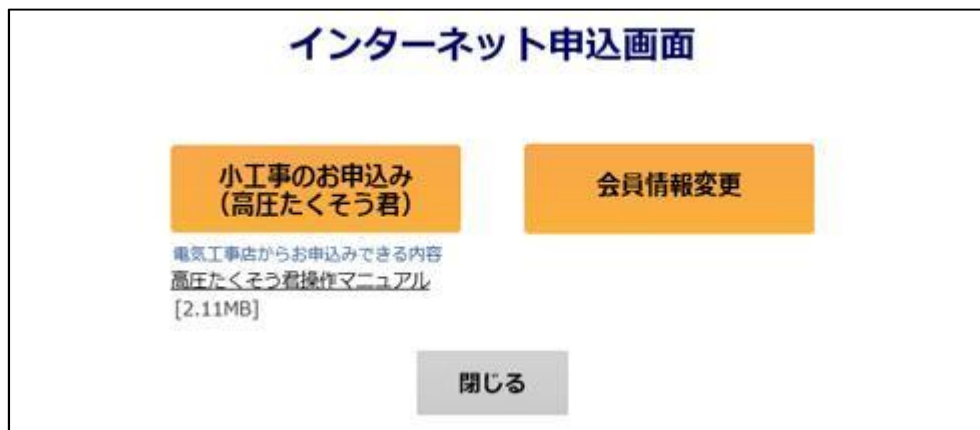 インターネット申込画面
小工事のお申込み
(高圧たくそう君)
会員情報変更
電気工事店からお申込みできる内容
高圧たくそう君操作マニュアル
[2.11MB]
閉じる